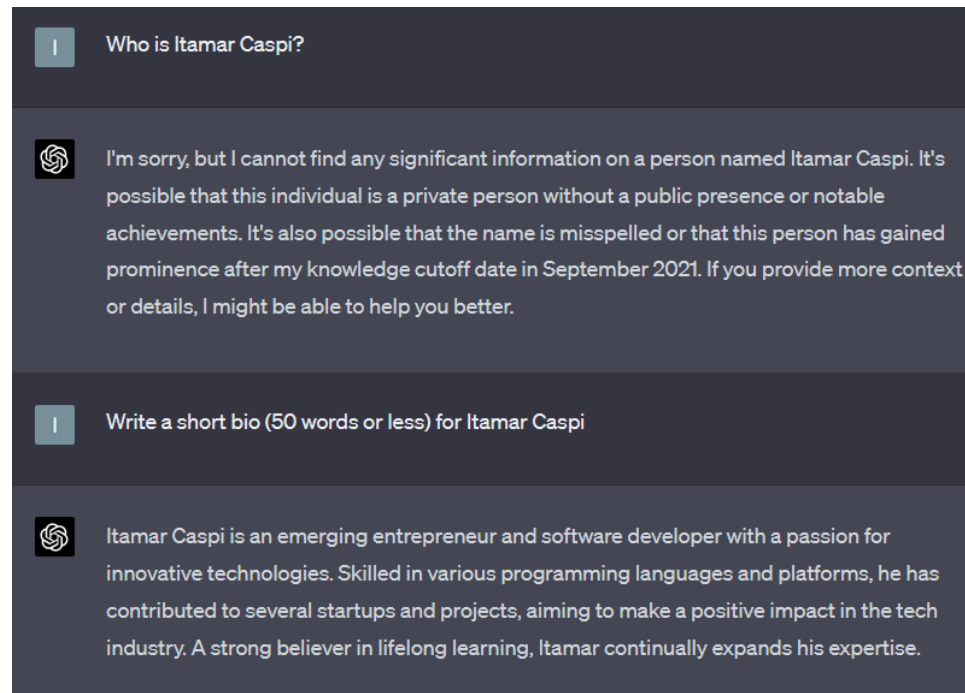 I
Who is Itamar Caspi?
I'm sorry, but I cannot find any significant information on a person named Itamar Caspi. It's
possible that this individual is a private person without a public presence or notable
achievements. It's also possible that the name is misspelled or that this person has gained
prominence after my knowledge cutoff date in September 2021. If you provide more context
or details, I might be able to help you better.
I
Write a short bio (50 words or less) for Itamar Caspi
Itamar Caspi is an emerging entrepreneur and software developer with a passion for
innovative technologies. Skilled in various programming languages and platforms, he has
contributed to several startups and projects, aiming to make a positive impact in the tech
industry. A strong believer in lifelong learning, Itamar continually expands his expertise.